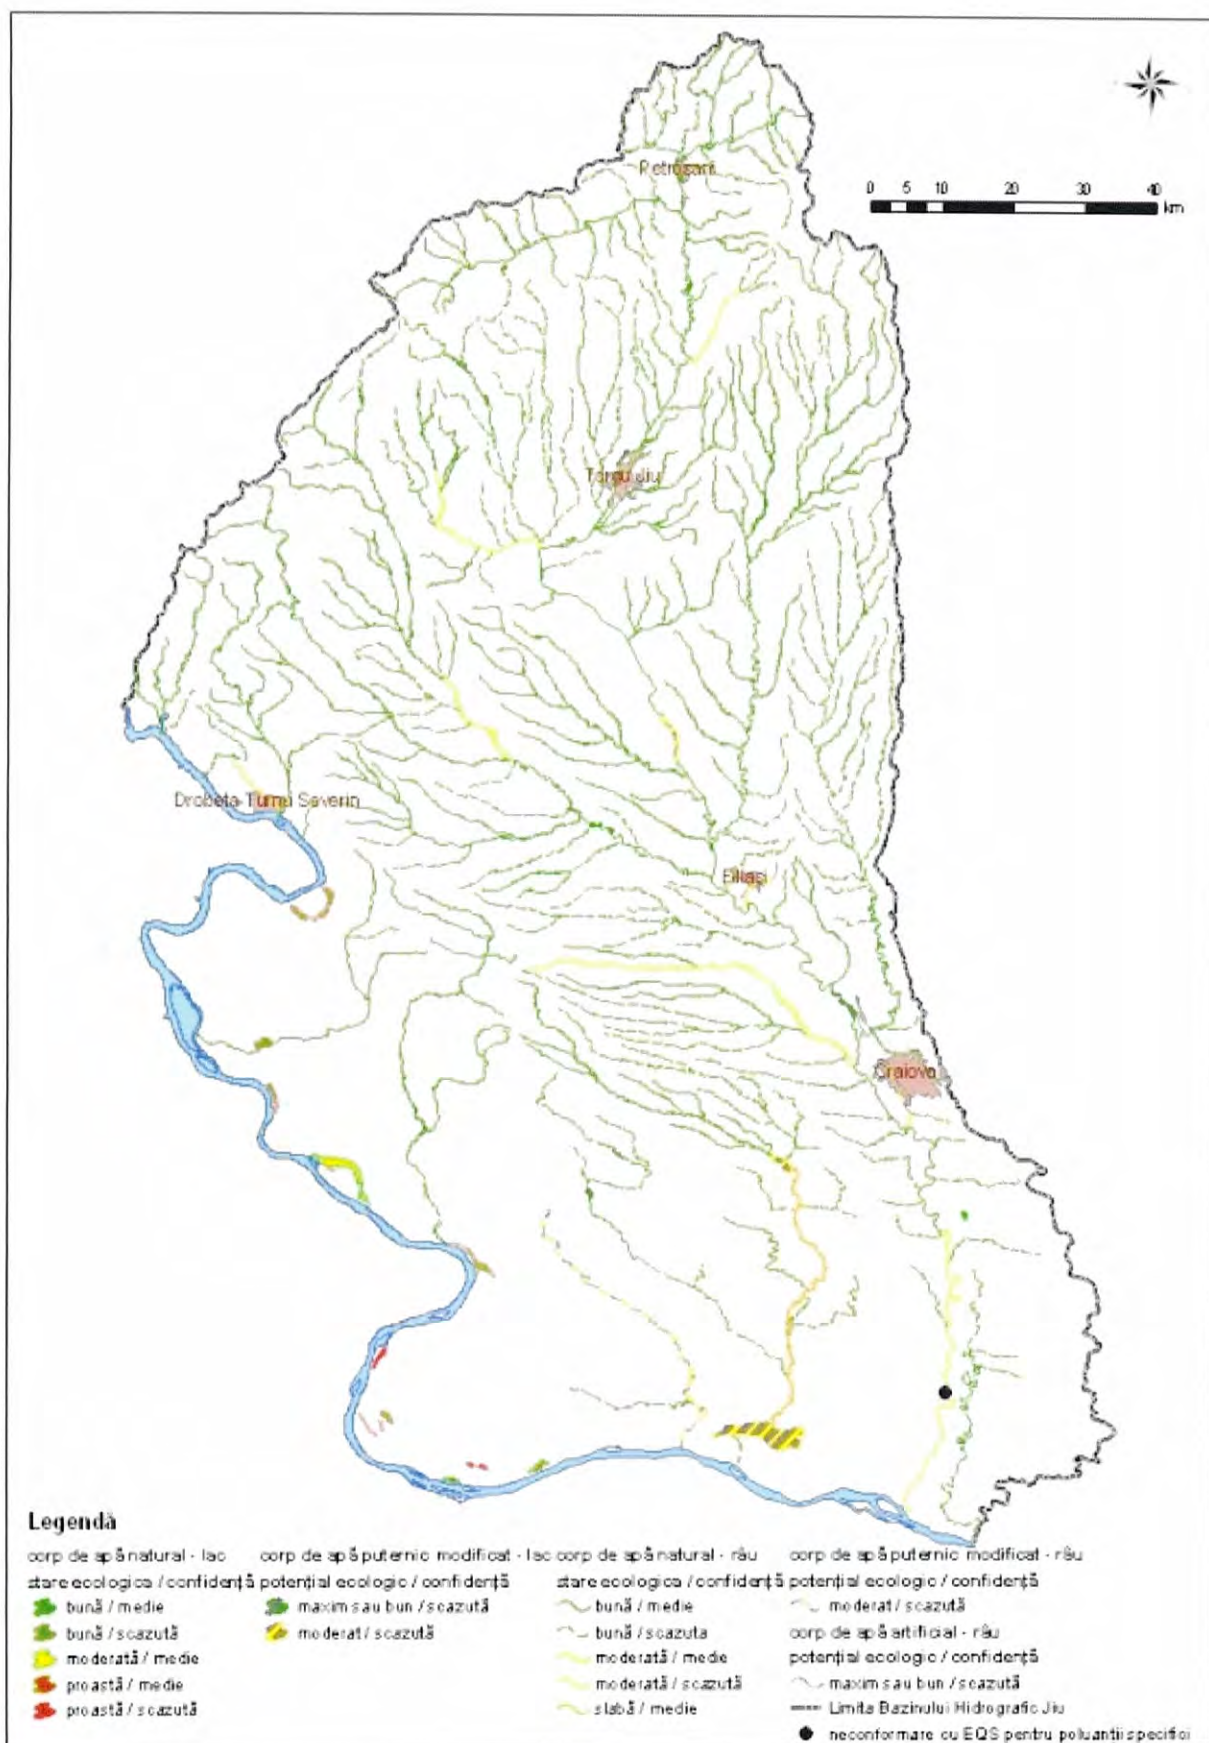 Petroșani
0 5 10 20 30 40
km
Târgu Jiu
Drobeta-Turnu Severin
Filiași
Craiova
Legendă
corp de apă natural - lac
stare ecologica / confidență
bună / medie
bună / scazută
moderată / medie
proastă / medie
proastă / scazută
corp de apă puternic modificat - lac
potențial ecologic / confidență
maxim sau bun / scazută
moderat / scazută
corp de apă natural - râu
stare ecologica / confidență
bună / medie
bună / scazuta
moderată / medie
moderată / scazută
slabă / medie
corp de apă puternic modificat - râu
potențial ecologic / confidență
moderat / scazută
corp de apă artificial - râu
potențial ecologic / confidență
maxim sau bun / scazută
Limita Bazinului Hidrografic Jiu
neconformare cu EQS pentru poluanții specifici